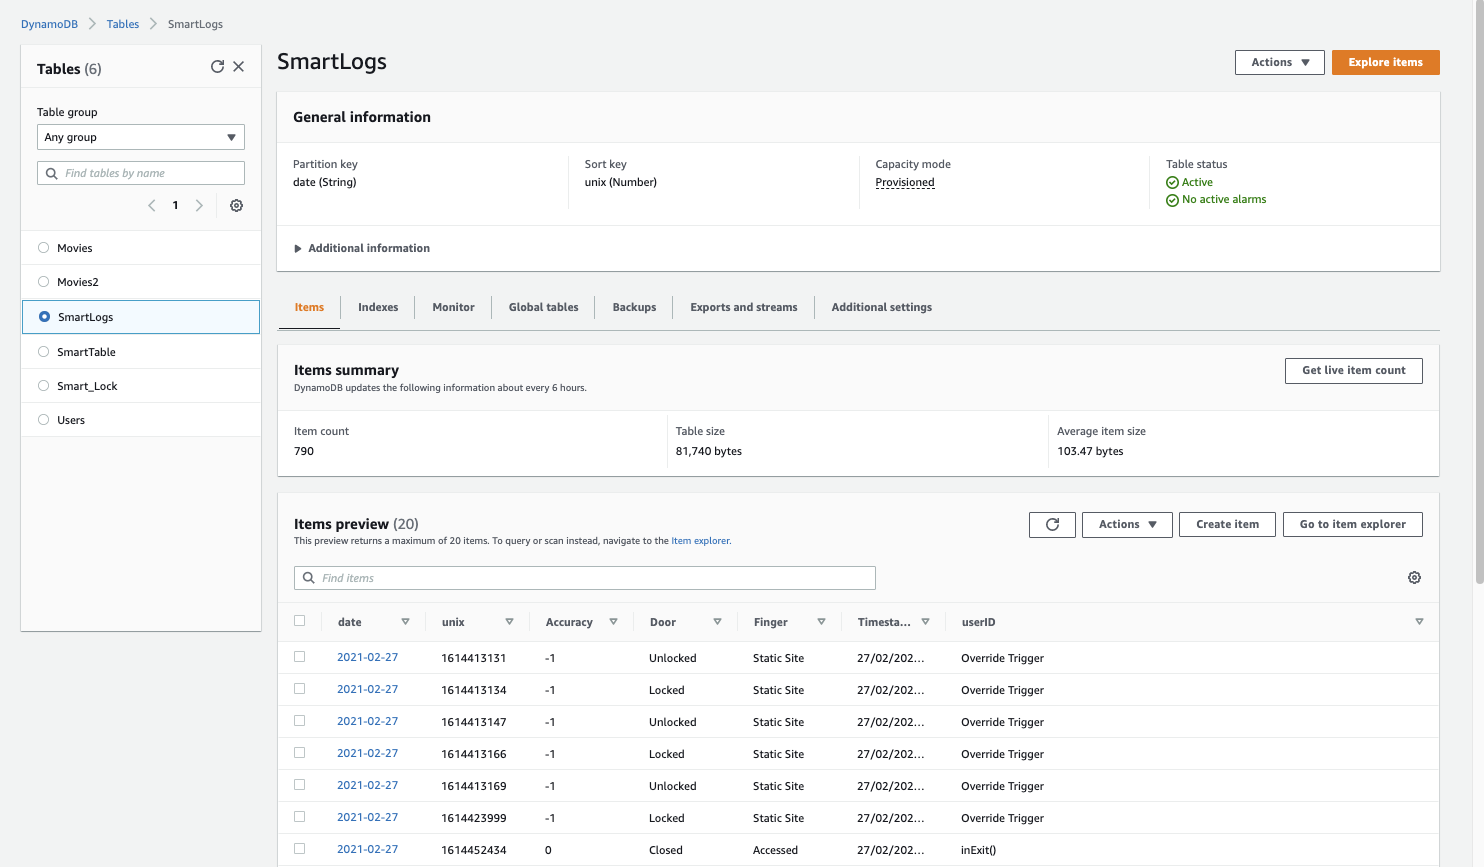 DynamoDB > Tables > SmartLogs
Tables (6)
Table group
Any group
Find tables by name
1
Movies
Movies2
SmartLogs
SmartTable
Smart_Lock
Users
SmartLogs
Actions
Explore items
General information
Partition key
date (String)
Sort key
unix (Number)
Capacity mode
Provisioned
Table status
Active
No active alarms
Additional information
Items Indexes Monitor Global tables Backups Exports and streams Additional settings
Items summary
DynamoDB updates the following information about every 6 hours.
Get live item count
Item count
790
Table size
81,740 bytes
Average item size
103.47 bytes
Items preview (20)
This preview returns a maximum of 20 items. To query or scan instead, navigate to the Item explorer.
Actions
Create item
Go to item explorer
Find items
date unix Accuracy Door Finger Timesta... userID
2021-02-27 1614413131 -1 Unlocked Static Site 27/02/202... Override Trigger
2021-02-27 1614413134 -1 Locked Static Site 27/02/202... Override Trigger
2021-02-27 1614413147 -1 Unlocked Static Site 27/02/202... Override Trigger
2021-02-27 1614413166 -1 Locked Static Site 27/02/202... Override Trigger
2021-02-27 1614413169 -1 Unlocked Static Site 27/02/202... Override Trigger
2021-02-27 1614423999 -1 Locked Static Site 27/02/202... Override Trigger
2021-02-27 1614452434 0 Closed Accessed 27/02/202... inExit()